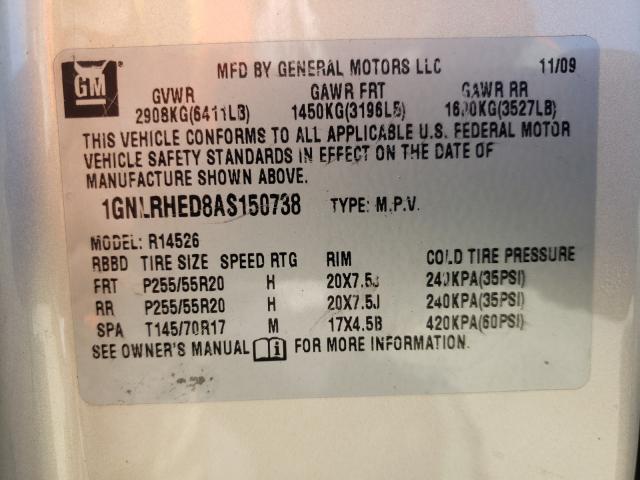 GM
MFD BY GENERAL MOTORS LLC 11/09
GVWR GAWR FRT GAWR RR
2908KG(6411LB) 1450KG(3196LB) 1600KG(3527LB)
THIS VEHICLE CONFORMS TO ALL APPLICABLE U.S. FEDERAL MOTOR
VEHICLE SAFETY STANDARDS IN EFFECT ON THE DATE OF
MANUFACTURE SHOWN ABOVE.
1GNLRHED8AS150738 TYPE: M.P.V.
MODEL: R14526
RBBD TIRE SIZE SPEED RTG RIM COLD TIRE PRESSURE
FRT P255/55R20 H 20X7.5J 240KPA(35PSI)
RR P255/55R20 H 20X7.5J 240KPA(35PSI)
SPA T145/70R17 M 17X4.5B 420KPA(60PSI)
SEE OWNER'S MANUAL i FOR MORE INFORMATION.